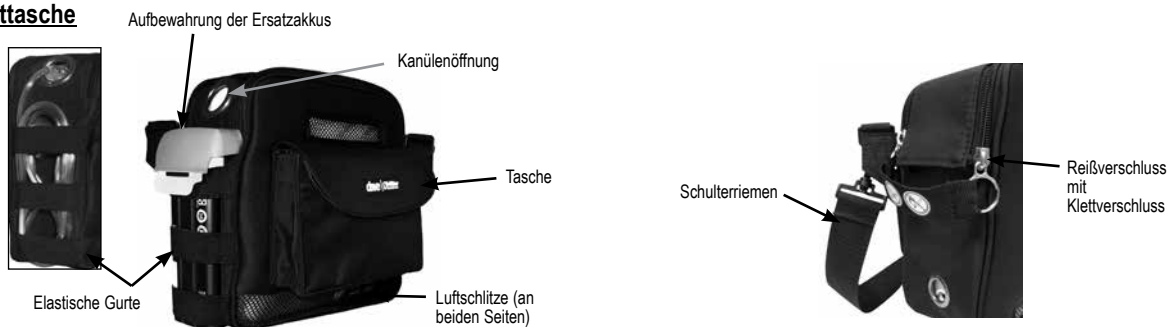 ttasche
Aufbewahrung der Ersatzakkus
Kanülenöffnung
Tasche
Elastische Gurte
Luftschlitze (an
beiden Seiten)
Schulterriemen
Reißverschluss
mit
Klettverschluss